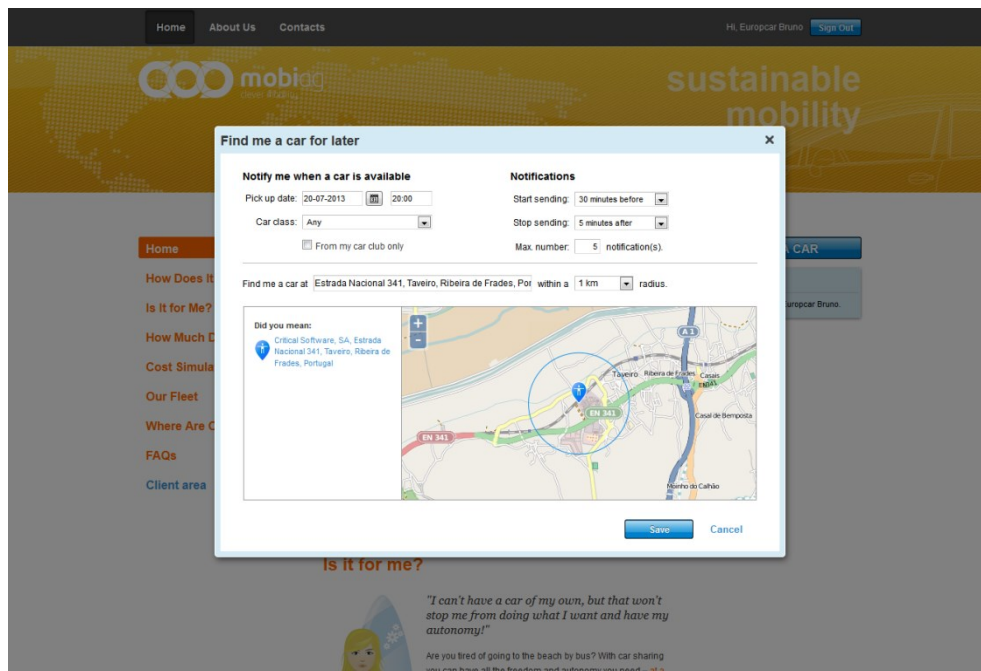 Home About Us Contacts
Hi, Europcar Bruno Sign Out
mobiag
sustainable
mobility
Find me a car for later
Notify me when a car is available
Pick up date: 20-07-2013 20:00
Car class: Any
From my car club only
Notifications
Start sending: 30 minutes before
Stop sending: 5 minutes after
Max. number: 5 notification(s).
Find me a car at Estrada Nacional 341, Taveiro, Ribeira de Frades, Por within a 1 km radius.
Did you mean:
Critical Software, SA, Estrada
Nacional 341, Taveiro, Ribeira de
Frades, Portugal
+
-
A 1
Taveiro Ribeira de Frades Casais
EN341
EN 341
Casal de Bemposta
EN 341
Moinho do Calhão
Save Cancel
Home
How Does It
Is It for Me?
How Much D
Cost Simula
Our Fleet
Where Are C
FAQs
Client area
CAR
Europcar Bruno.
Is it for me?
"I can't have a car of my own, but that won't
stop me from doing what I want and have my
autonomy!"
Are you tired of going to the beach by bus? With car sharing
you can have all the freedom and autonomy you need – at a